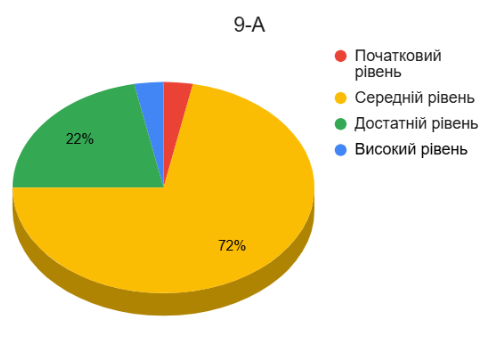 9-А
Початковий
рівень
Середній рівень
Достатній рівень
Високий рівень
22%
72%